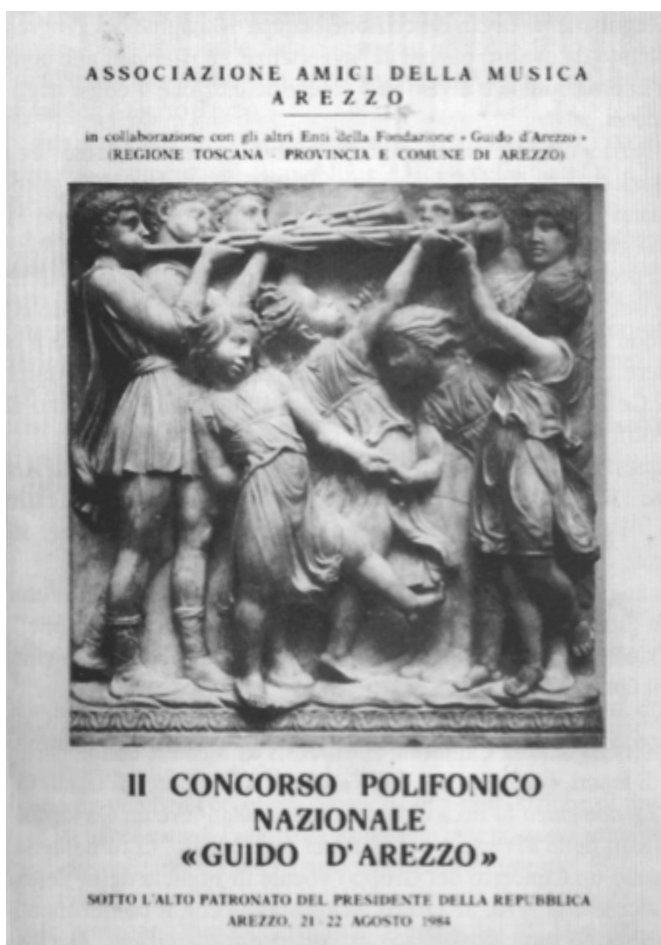 ASSOCIAZIONE AMICI DELLA MUSICA
AREZZO
in collaborazione con gli altri Enti della Fondazione «Guido d'Arezzo»
(REGIONE TOSCANA - PROVINCIA E COMUNE DI AREZZO)
II CONCORSO POLIFONICO
NAZIONALE
«GUIDO D'AREZZO»
SOTTO L'ALTO PATRONATO DEL PRESIDENTE DELLA REPUBBLICA
AREZZO, 21-22 AGOSTO 1984